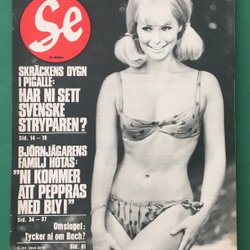 Se
SKRÄCKENS DYGN
I PIGALLE:
HAR NI SETT
SVENSKE
STRYPAREN?
Sid. 14–19
BJÖRNJÄGARENS
FAMILJ HOTAS:
"NI KOMMER
ATT PEPPRAS
MED BLY!"
Sid. 34–37
Omslaget:
Tycker ni om Bach?
Sid. 61